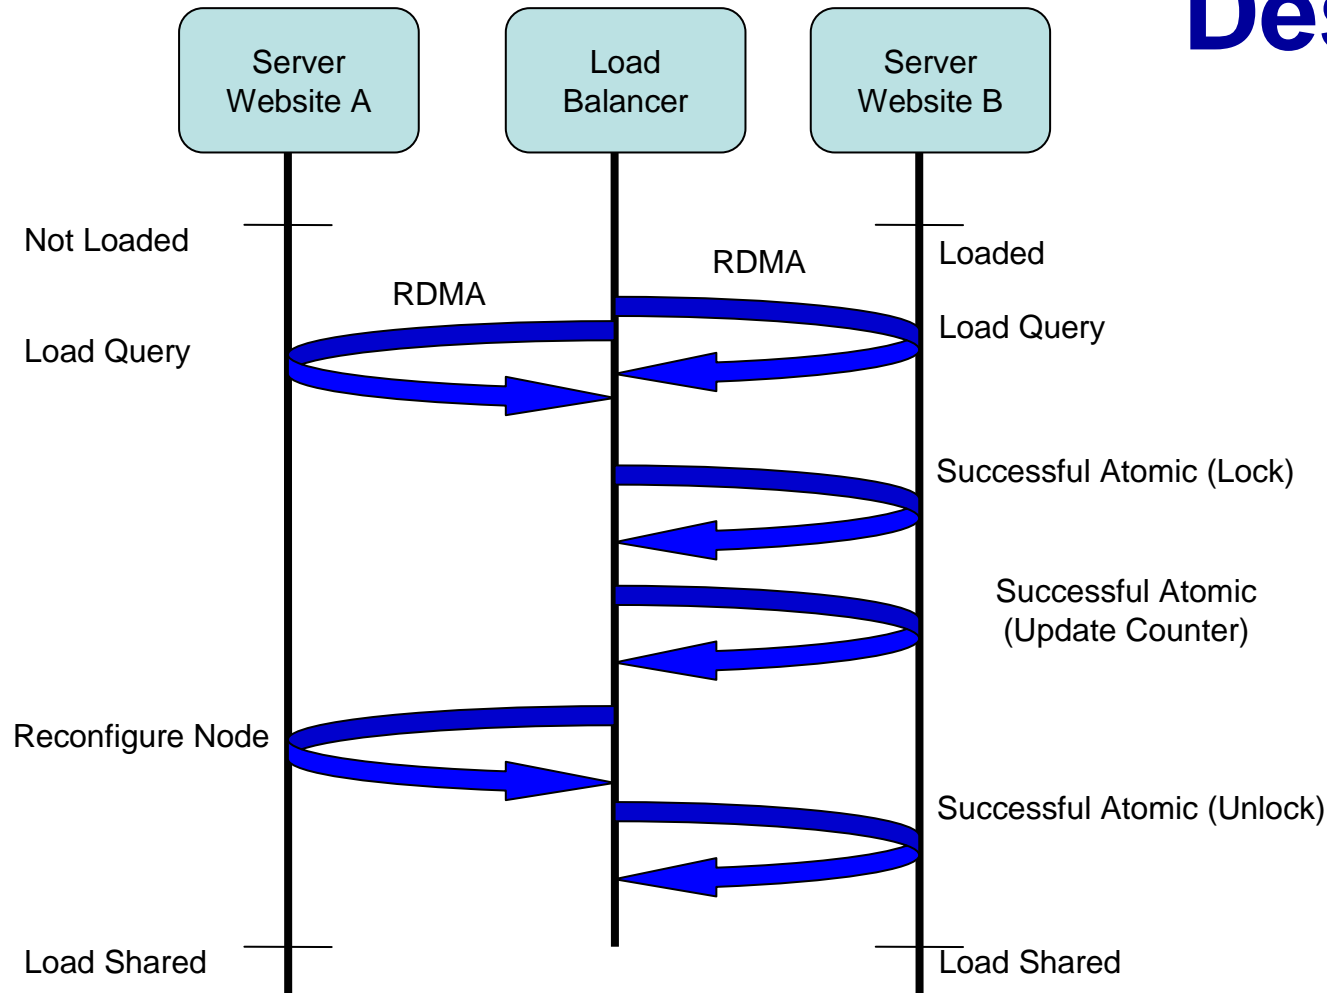 Des
Server
Website A
Load
Balancer
Server
Website B
Not Loaded
Loaded
RDMA
RDMA
Load Query
Load Query
Successful Atomic (Lock)
Successful Atomic
(Update Counter)
Reconfigure Node
Successful Atomic (Unlock)
Load Shared
Load Shared